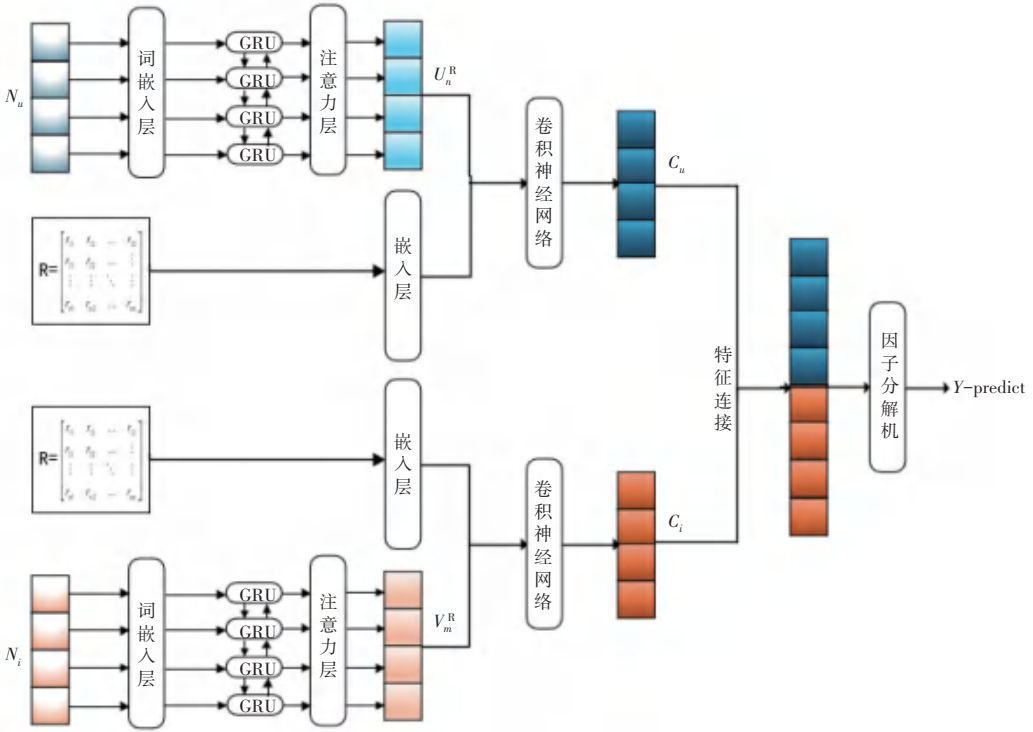 N_u
词嵌入层
GRU
GRU
GRU
GRU
注意力层
U_n^R
R=
嵌入层
卷积神经网络
C_u
R=
嵌入层
卷积神经网络
C_i
特征连接
因子分解机
Y-predict
N_i
词嵌入层
GRU
GRU
GRU
GRU
注意力层
V_m^R